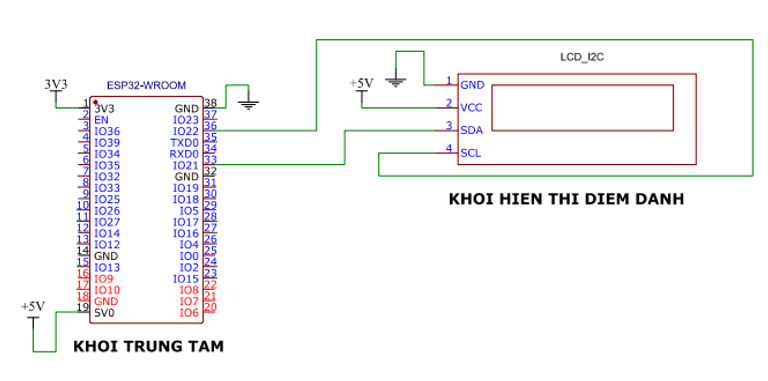 LCD_I2C
3V3
ESP32-WROOM
+5V
1 GND
2 VCC
3 SDA
4 SCL
1 3V3 GND 38
2 EN IO23 37
3 IO36 IO22 36
4 IO39 TXD0 35
5 IO34 RXD0 34
6 IO35 IO21 33
7 IO32 GND 32
8 IO33 IO19 31
9 IO25 IO18 30
10 IO26 IO5 29
11 IO27 IO17 28
12 IO14 IO16 27
13 IO12 IO4 26
14 GND IO0 25
15 IO13 IO2 24
16 IO9 IO15 23
17 IO10 IO8 22
18 GND IO7 21
19 5V0 IO6 20
KHOI HIEN THI DIEM DANH
+5V
KHOI TRUNG TAM